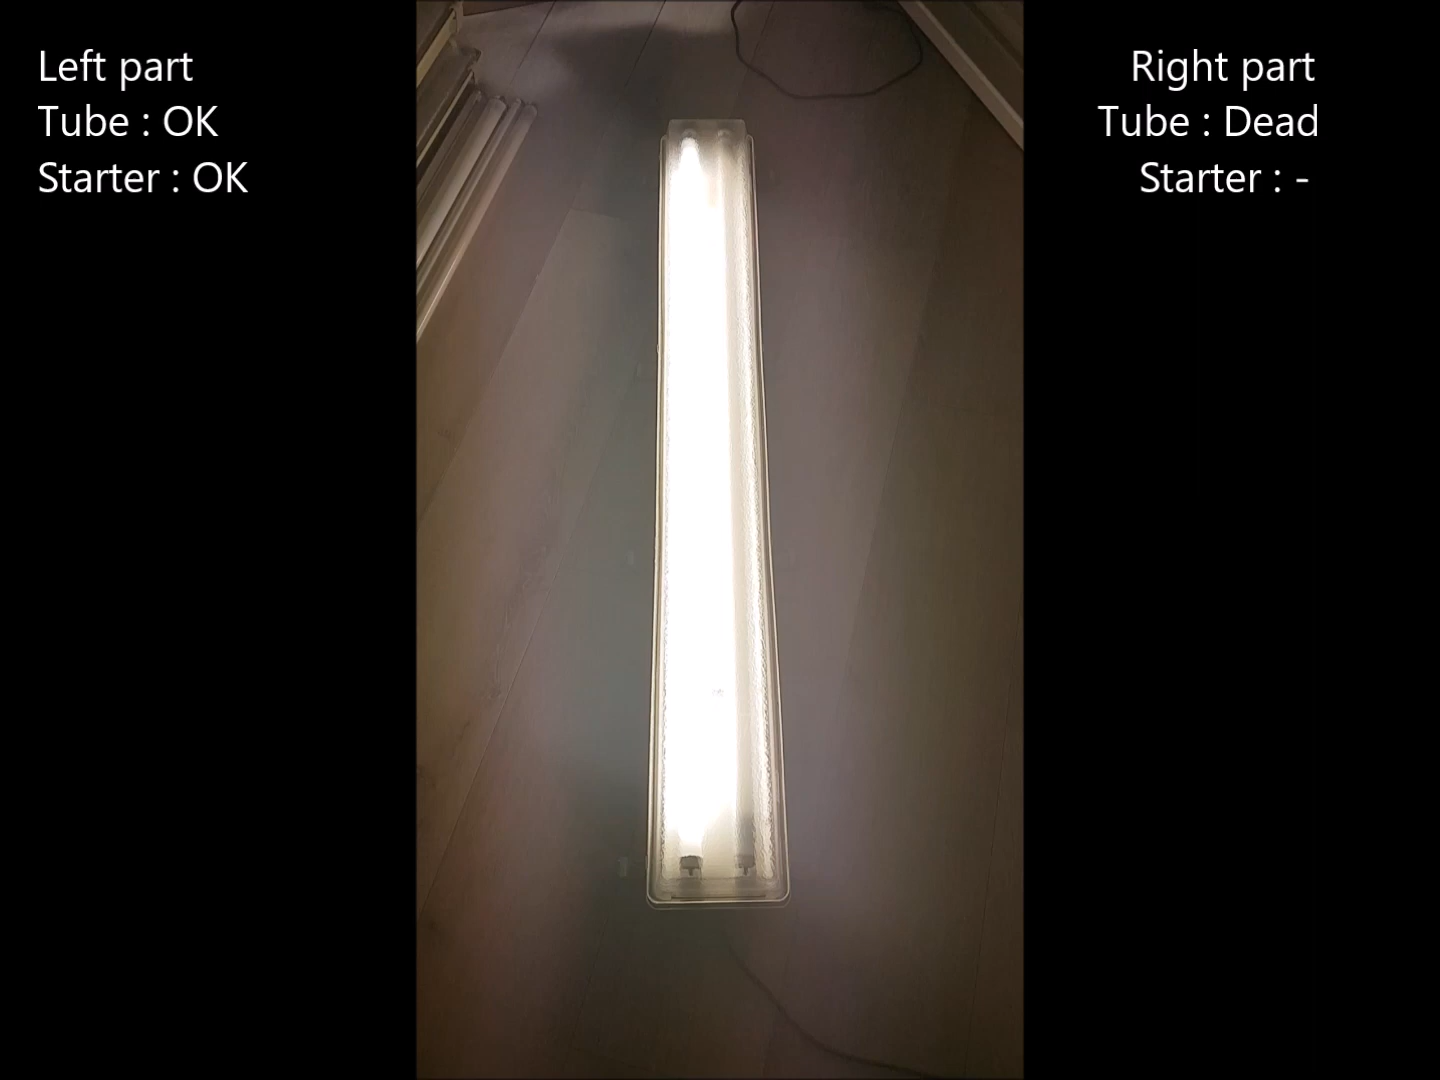 Left part
Tube : OK
Starter : OK
Right part
Tube : Dead
Starter : -